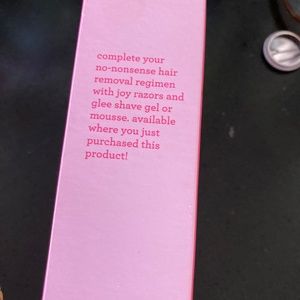 complete your
no-nonsense hair
removal regimen
with joy razors and
glee shave gel or
mousse, available
where you just
purchased this
product!